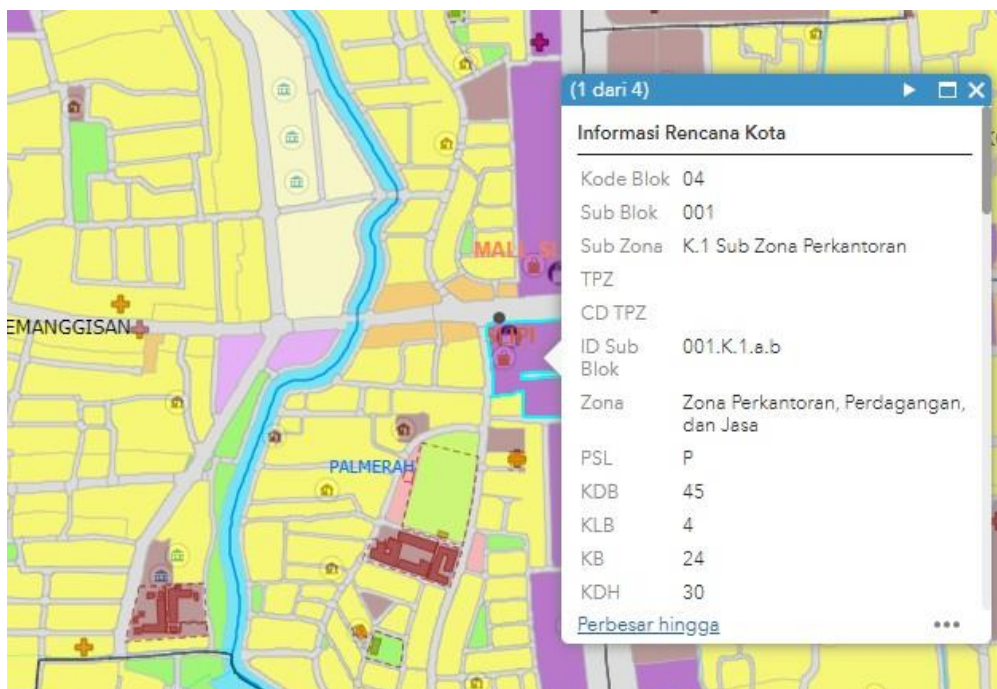 (1 dari 4)
Informasi Rencana Kota
Kode Blok 04
Sub Blok 001
Sub Zona K.1 Sub Zona Perkantoran
TPZ
CD TPZ
ID Sub Blok 001.K.1.a.b
Zona Zona Perkantoran, Perdagangan, dan Jasa
PSL P
KDB 45
KLB 4
KB 24
KDH 30
Perbesar hingga
MALL
EMANGGISAN
PALMERAH